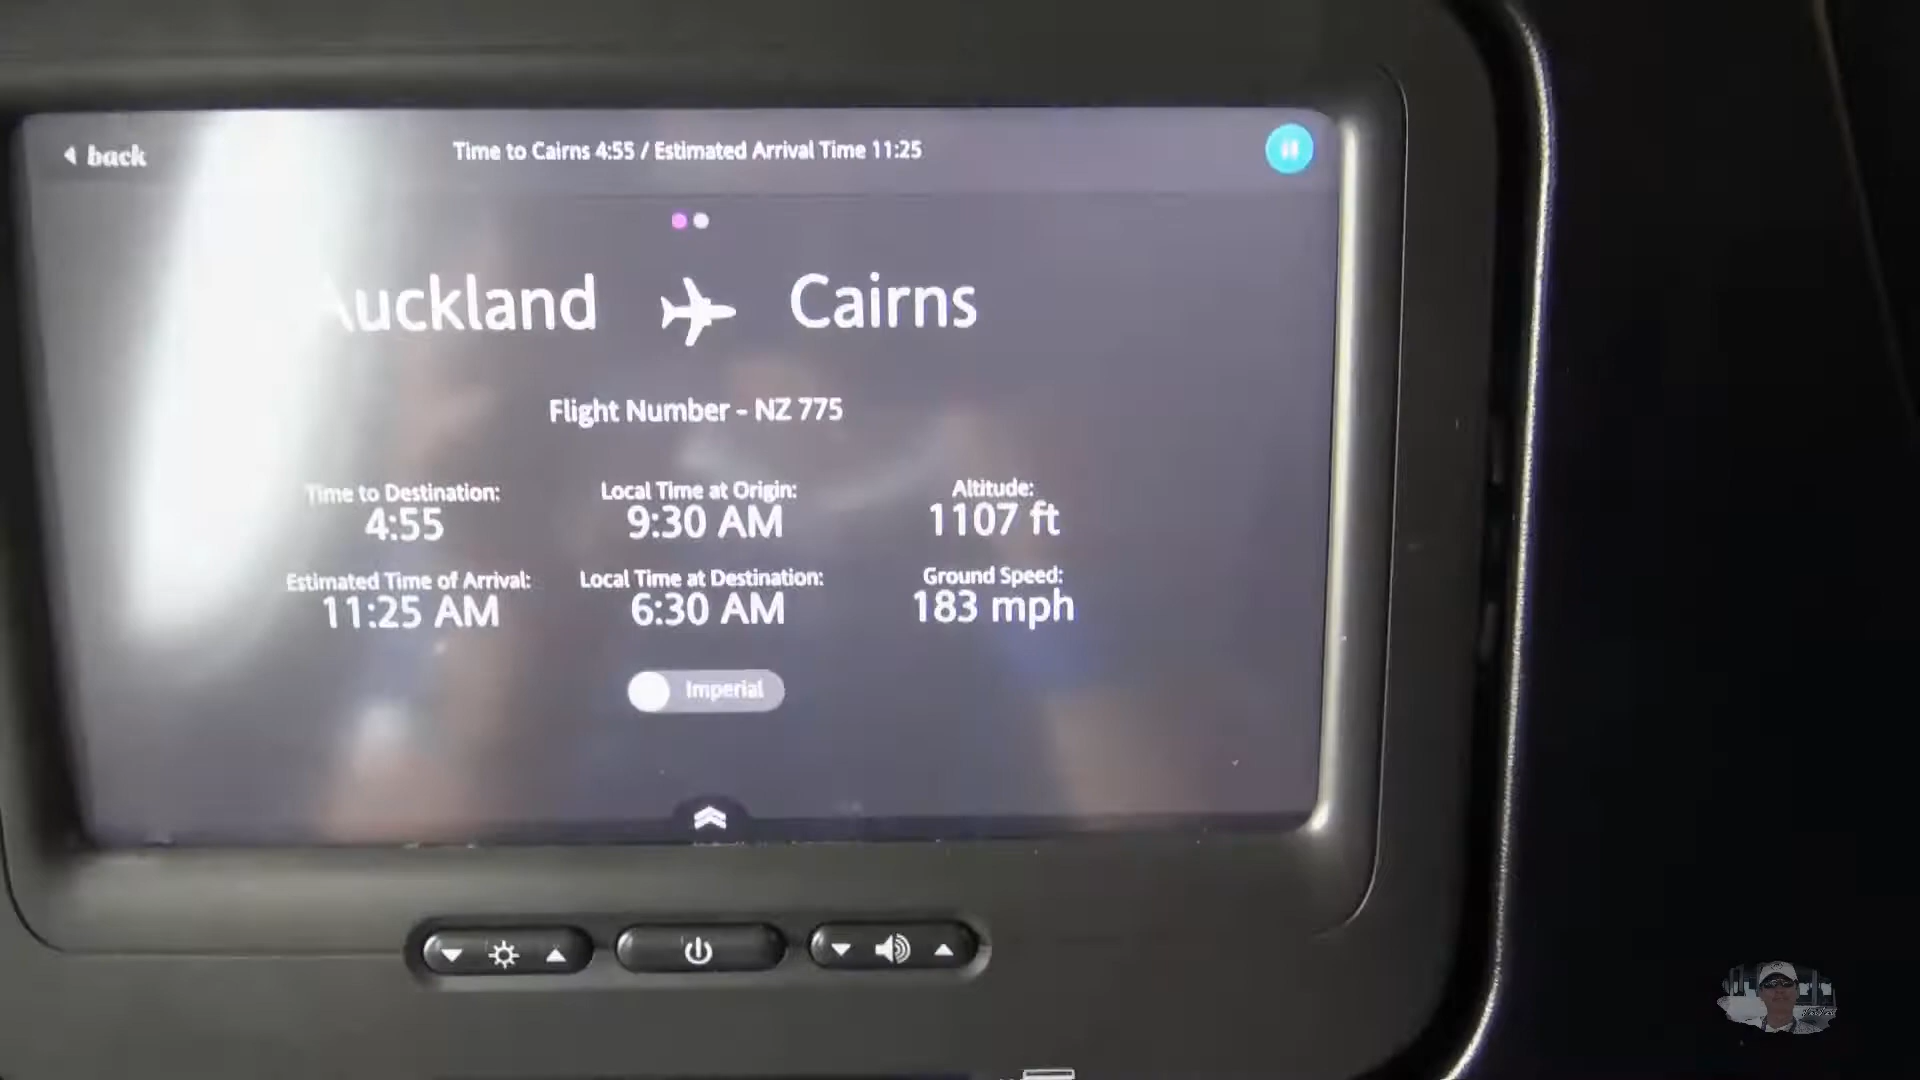 back
Time to Cairns 4:55 / Estimated Arrival Time 11:25
Auckland Cairns
Flight Number - NZ 775
Time to Destination:
4:55
Local Time at Origin:
9:30 AM
Altitude:
1107 ft
Estimated Time of Arrival:
11:25 AM
Local Time at Destination:
6:30 AM
Ground Speed:
183 mph
Imperial